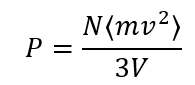 P = N⟨mv²⟩ / 3V